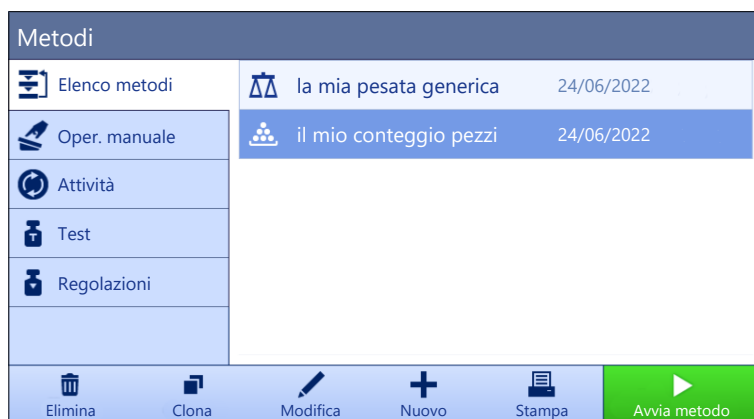 Metodi
Elenco metodi
la mia pesata generica 24/06/2022
Oper. manuale
il mio conteggio pezzi 24/06/2022
Attività
Test
Regolazioni
Elimina Clona Modifica Nuovo Stampa Avvia metodo